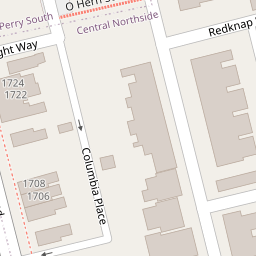 O Hern S
Perry South
Central Northside
Redknap
ght Way
1724
1722
Columbia Place
1708
1706